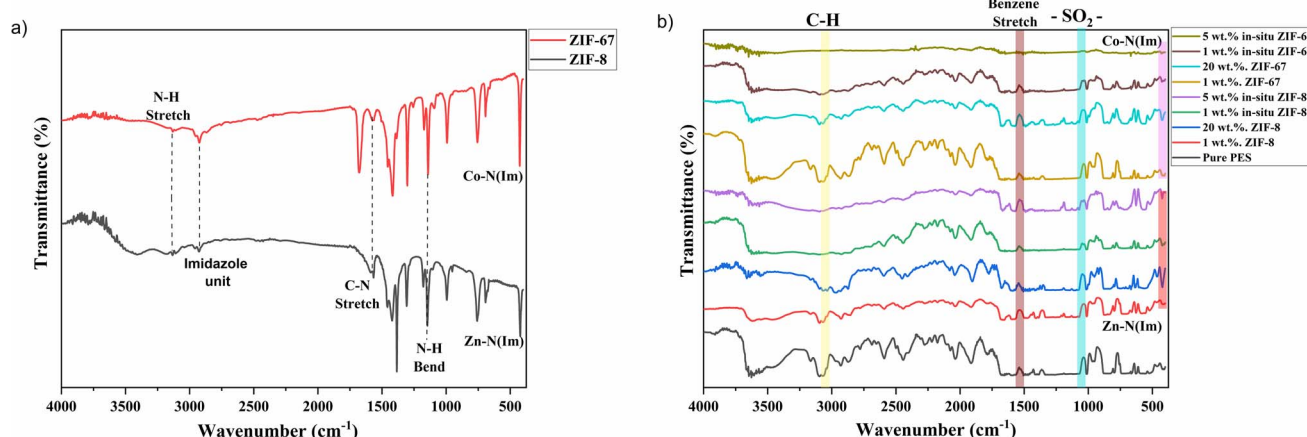 a)
ZIF-67
ZIF-8
N-H
Stretch
Imidazole
unit
C-N
Stretch
N-H
Bend
Co-N(Im)
Zn-N(Im)
Transmittance (%)
4000 3500 3000 2500 2000 1500 1000 500
Wavenumber (cm-1)
b)
C-H
Benzene
Stretch
- SO2 -
Co-N(Im)
5 wt.% in-situ ZIF-6
1 wt.% in-situ ZIF-6
20 wt.%. ZIF-67
1 wt.%. ZIF-67
5 wt.% in-situ ZIF-8
1 wt.% in-situ ZIF-8
20 wt.%. ZIF-8
1 wt.%. ZIF-8
Pure PES
Zn-N(Im)
Transmittance (%)
4000 3500 3000 2500 2000 1500 1000 500
Wavenumber (cm-1)